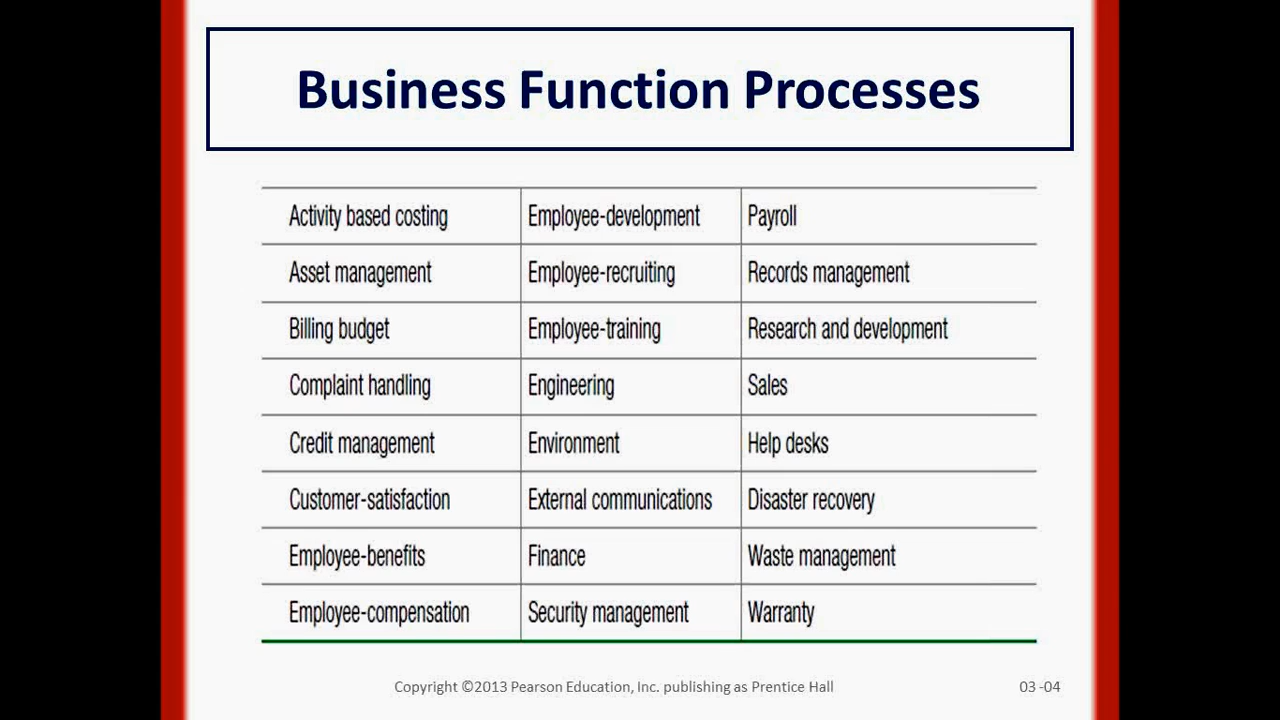 Business Function Processes
Activity based costing Employee-development Payroll
Asset management Employee-recruiting Records management
Billing budget Employee-training Research and development
Complaint handling Engineering Sales
Credit management Environment Help desks
Customer-satisfaction External communications Disaster recovery
Employee-benefits Finance Waste management
Employee-compensation Security management Warranty
Copyright ©2013 Pearson Education, Inc. publishing as Prentice Hall 03 -04